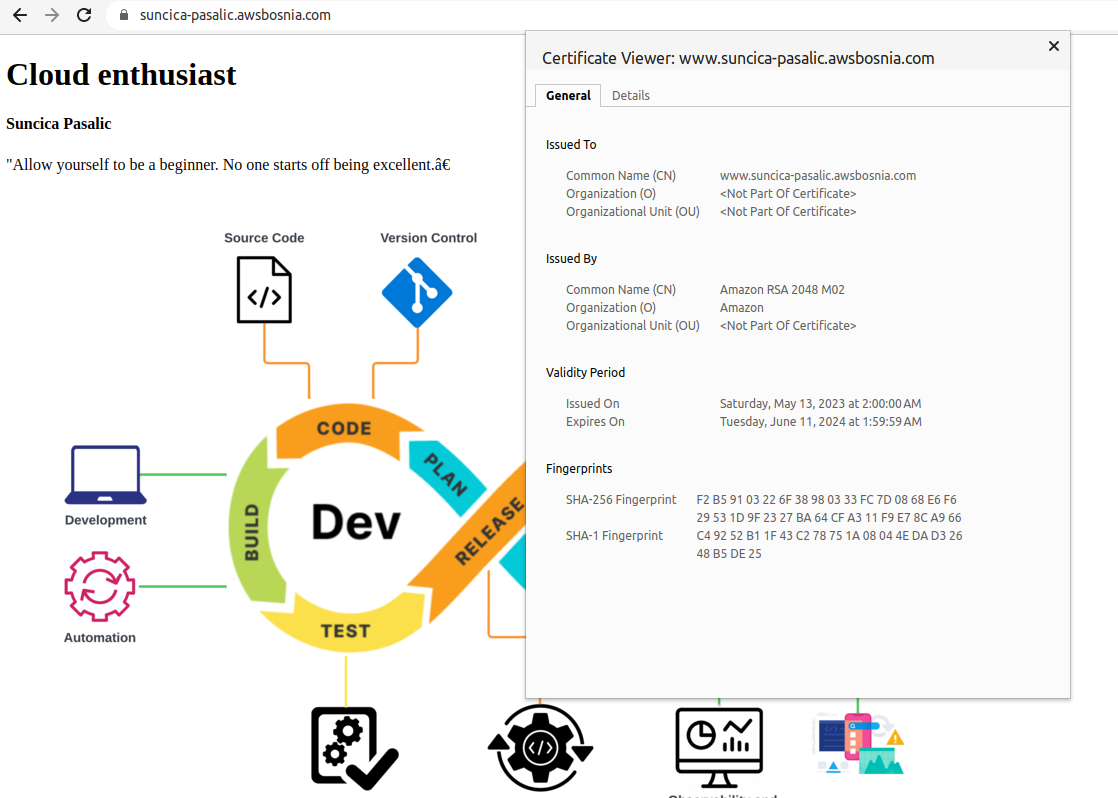 suncica-pasalic.awsbosnia.com
Cloud enthusiast
Suncica Pasalic
"Allow yourself to be a beginner. No one starts off being excellent.â€
Source Code
Version Control
</>
CODE
PLAN
BUILD
Dev
RELEASE
TEST
Development
Automation
</>
Certificate Viewer: www.suncica-pasalic.awsbosnia.com
General
Details
Issued To
Common Name (CN) www.suncica-pasalic.awsbosnia.com
Organization (O) <Not Part Of Certificate>
Organizational Unit (OU) <Not Part Of Certificate>
Issued By
Common Name (CN) Amazon RSA 2048 M02
Organization (O) Amazon
Organizational Unit (OU) <Not Part Of Certificate>
Validity Period
Issued On Saturday, May 13, 2023 at 2:00:00 AM
Expires On Tuesday, June 11, 2024 at 1:59:59 AM
Fingerprints
SHA-256 Fingerprint F2 B5 91 03 22 6F 38 98 03 33 FC 7D 08 68 E6 F6
29 53 1D 9F 23 27 BA 64 CF A3 11 F9 E7 8C A9 66
SHA-1 Fingerprint C4 92 52 B1 1F 43 C2 78 75 1A 08 04 4E DA D3 26
48 B5 DE 25